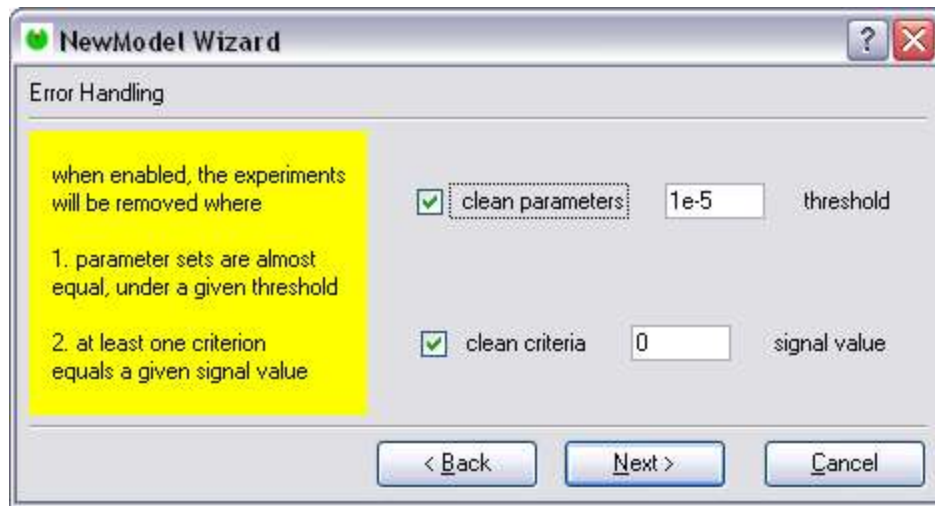 NewModel Wizard
Error Handling
when enabled, the experiments
will be removed where
1. parameter sets are almost
equal, under a given threshold
2. at least one criterion
equals a given signal value
clean parameters 1e-5 threshold
clean criteria 0 signal value
< Back Next > Cancel